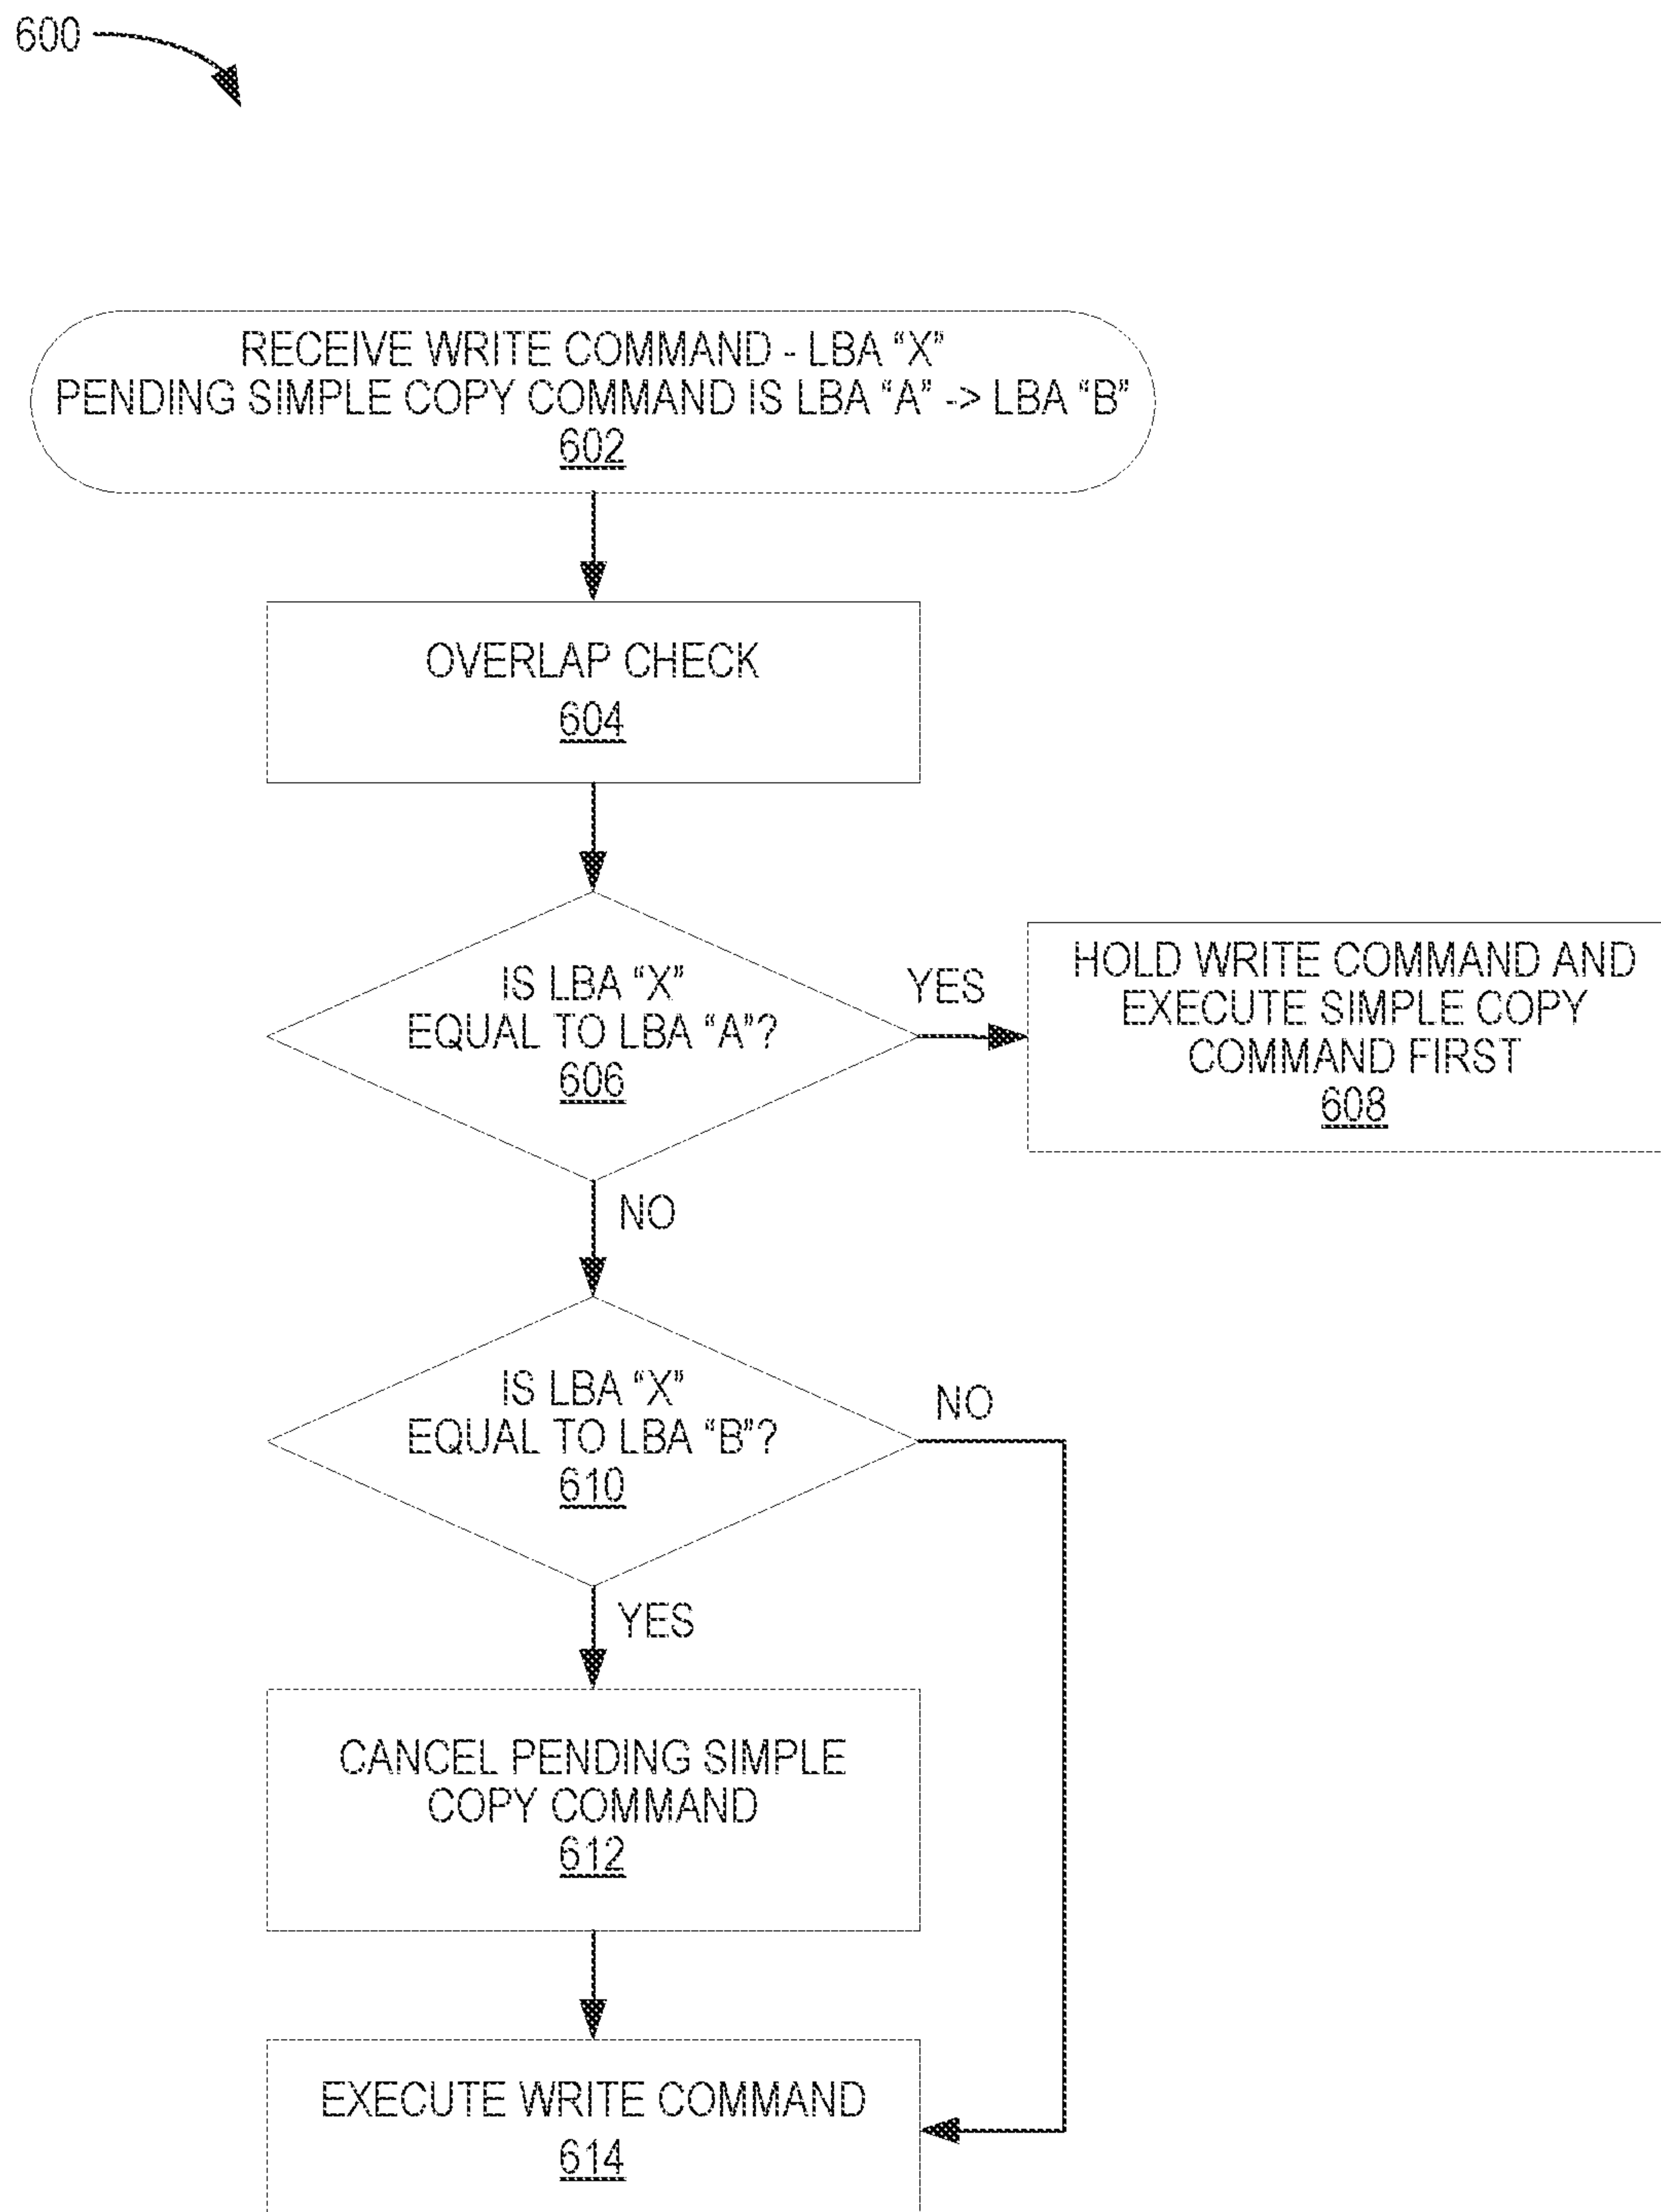 600
RECEIVE WRITE COMMAND - LBA “X”
PENDING SIMPLE COPY COMMAND IS LBA “A” -> LBA “B”
602
OVERLAP CHECK
604
IS LBA “X”
EQUAL TO LBA “A”?
606
YES
HOLD WRITE COMMAND AND
EXECUTE SIMPLE COPY
COMMAND FIRST
608
NO
IS LBA “X”
EQUAL TO LBA “B”?
610
NO
YES
CANCEL PENDING SIMPLE
COPY COMMAND
612
EXECUTE WRITE COMMAND
614